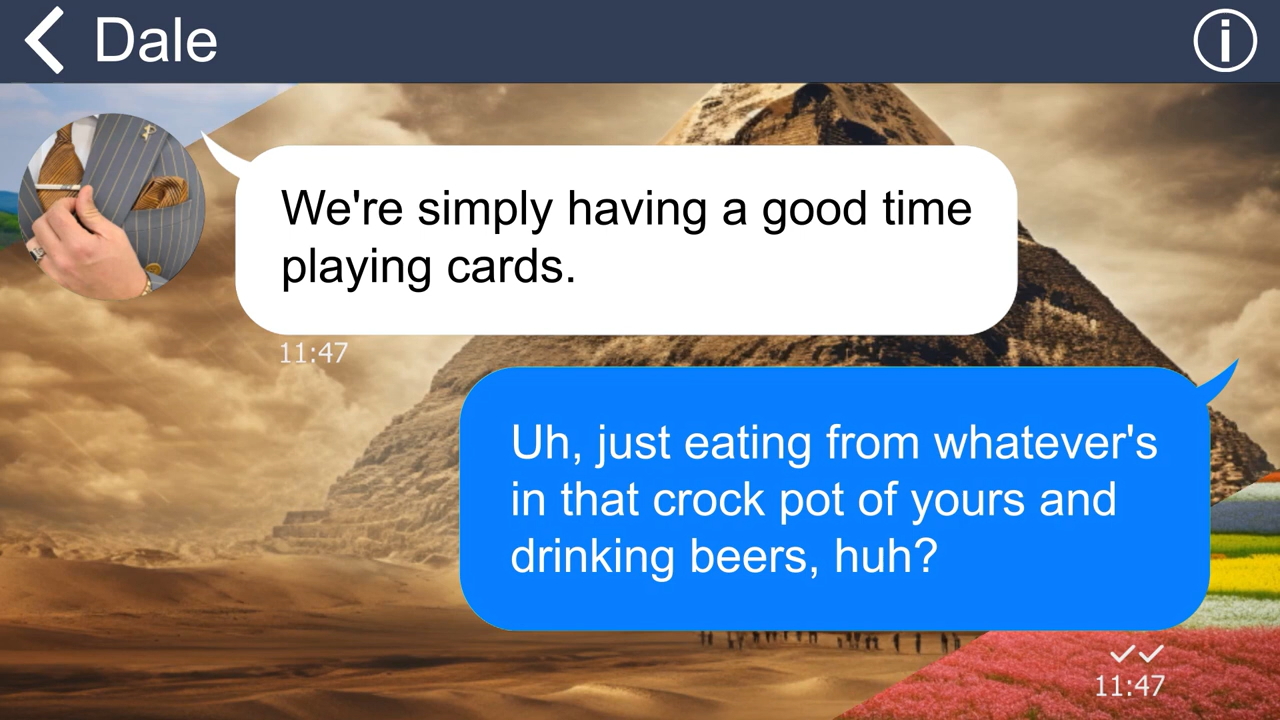 Dale
We're simply having a good time
playing cards.
11:47
Uh, just eating from whatever's
in that crock pot of yours and
drinking beers, huh?
11:47